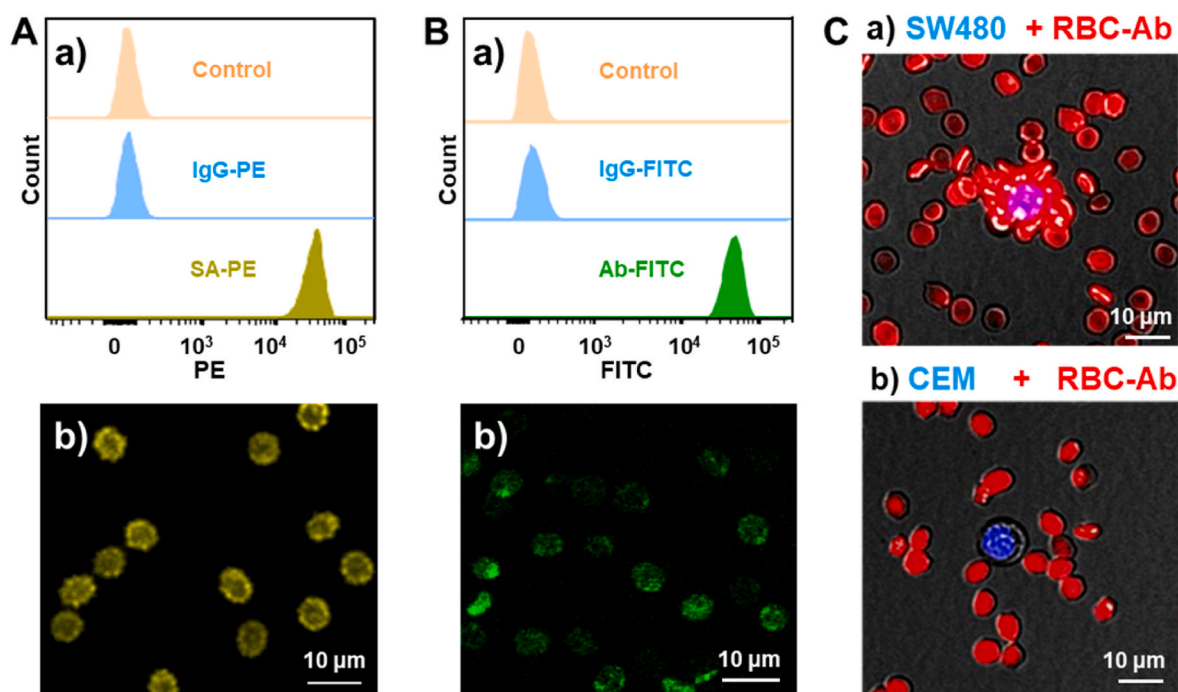 A
a)
Control
IgG-PE
SA-PE
Count
0 10³ 10⁴ 10⁵
PE
b)
10 µm
B
a)
Control
IgG-FITC
Ab-FITC
Count
0 10³ 10⁴ 10⁵
FITC
b)
10 µm
C
a) SW480 + RBC-Ab
10 µm
b) CEM + RBC-Ab
10 µm